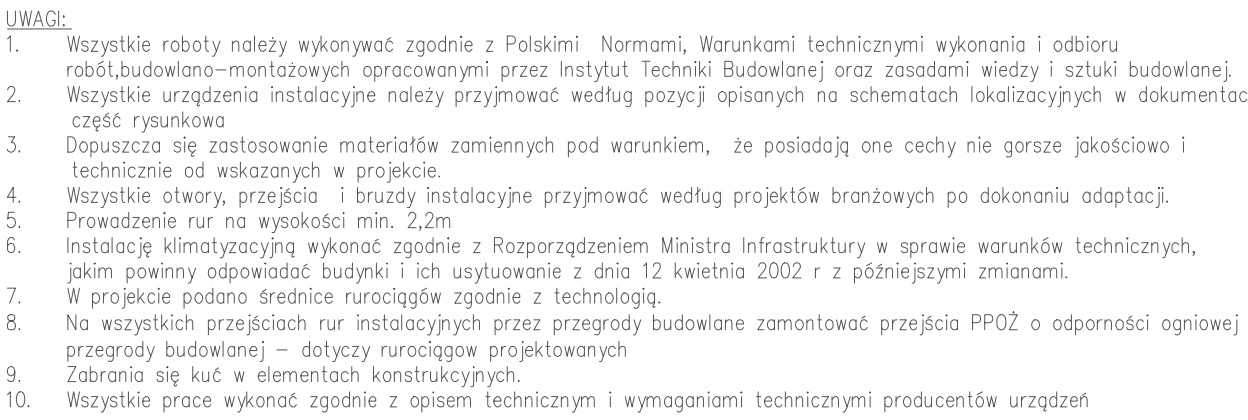 UWAGI:
1. Wszystkie roboty należy wykonywać zgodnie z Polskimi Normami, Warunkami technicznymi wykonania i odbioru
robót,budowlano–montażowych opracowanymi przez Instytut Techniki Budowlanej oraz zasadami wiedzy i sztuki budowlanej.
2. Wszystkie urządzenia instalacyjne należy przyjmować według pozycji opisanych na schematach lokalizacyjnych w dokumentac
część rysunkowa
3. Dopuszcza się zastosowanie materiałów zamiennych pod warunkiem, że posiadają one cechy nie gorsze jakościowo i
technicznie od wskazanych w projekcie.
4. Wszystkie otwory, przejścia i bruzdy instalacyjne przyjmować według projektów branżowych po dokonaniu adaptacji.
5. Prowadzenie rur na wysokości min. 2,2m
6. Instalację klimatyzacyjną wykonać zgodnie z Rozporządzeniem Ministra Infrastruktury w sprawie warunków technicznych,
jakim powinny odpowiadać budynki i ich usytuowanie z dnia 12 kwietnia 2002 r z późniejszymi zmianami.
7. W projekcie podano średnice rurociągów zgodnie z technologią.
8. Na wszystkich przejściach rur instalacyjnych przez przegrody budowlane zamontować przejścia PPOŻ o odporności ogniowej
przegrody budowlanej – dotyczy rurociągow projektowanych
9. Zabrania się kuć w elementach konstrukcyjnych.
10. Wszystkie prace wykonać zgodnie z opisem technicznym i wymaganiami technicznymi producentów urządzeń